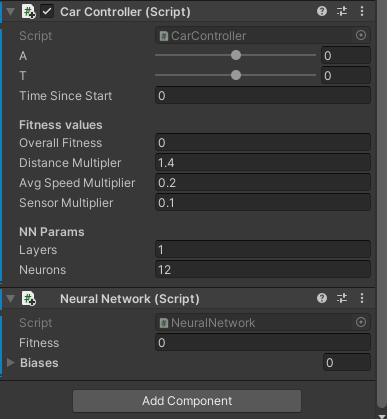 Car Controller (Script)
Script CarController
A 0
T 0
Time Since Start 0
Fitness values
Overall Fitness 0
Distance Multipler 1.4
Avg Speed Multiplier 0.2
Sensor Multiplier 0.1
NN Params
Layers 1
Neurons 12
Neural Network (Script)
Script NeuralNetwork
Fitness 0
Biases 0
Add Component